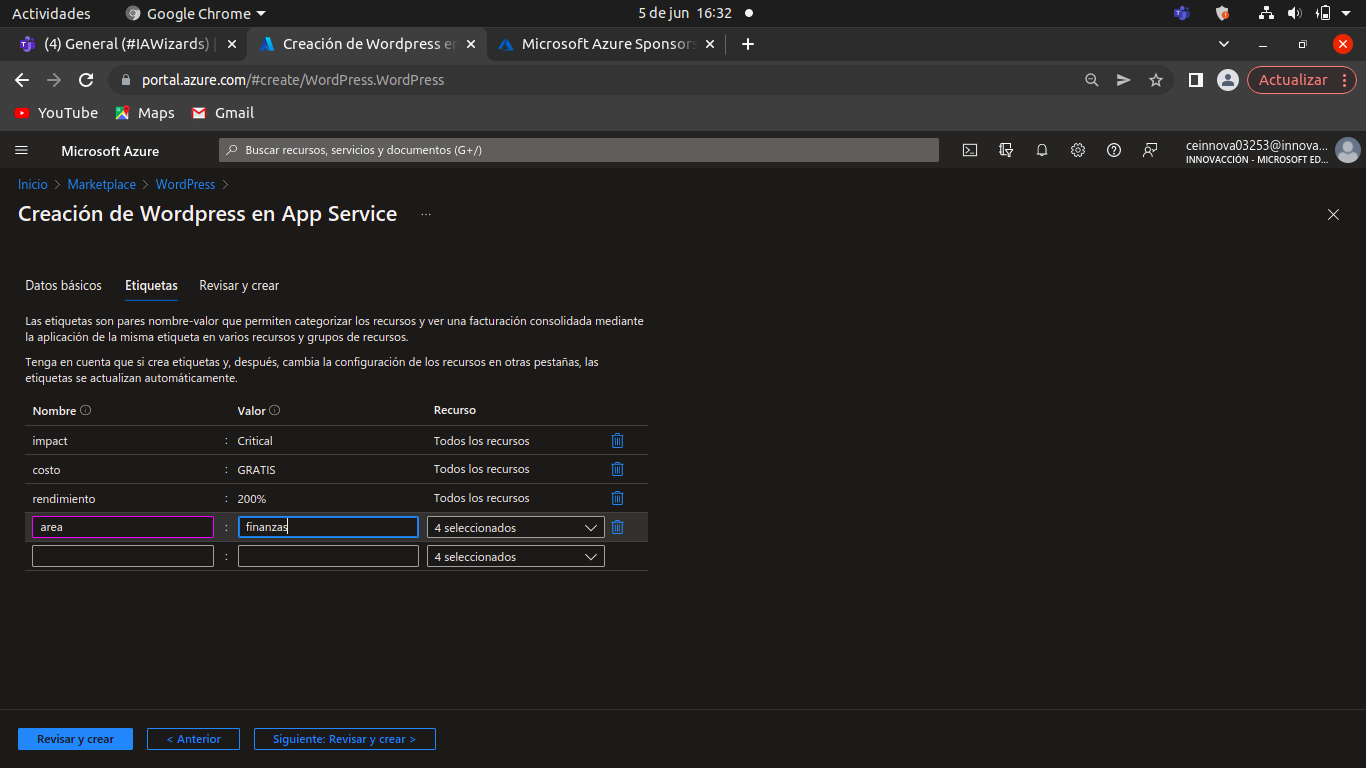 Actividades
Google Chrome
5 de jun 16:32
(4) General (#IAWizards) |
Creación de Wordpress en
Microsoft Azure Sponsors
portal.azure.com/#create/WordPress.WordPress
Actualizar
YouTube
Maps
Gmail
Microsoft Azure
Buscar recursos, servicios y documentos (G+/)
ceinnova03253@innova...
INNOVACCIÓN - MICROSOFT ED...
Inicio > Marketplace > WordPress >
Creación de Wordpress en App Service ...
Datos básicos Etiquetas Revisar y crear
Las etiquetas son pares nombre-valor que permiten categorizar los recursos y ver una facturación consolidada mediante
la aplicación de la misma etiqueta en varios recursos y grupos de recursos.
Tenga en cuenta que si crea etiquetas y, después, cambia la configuración de los recursos en otras pestañas, las
etiquetas se actualizan automáticamente.
Nombre Valor Recurso
impact : Critical Todos los recursos
costo : GRATIS Todos los recursos
rendimiento : 200% Todos los recursos
area : finanzas 4 seleccionados
: 4 seleccionados
Revisar y crear
< Anterior
Siguiente: Revisar y crear >